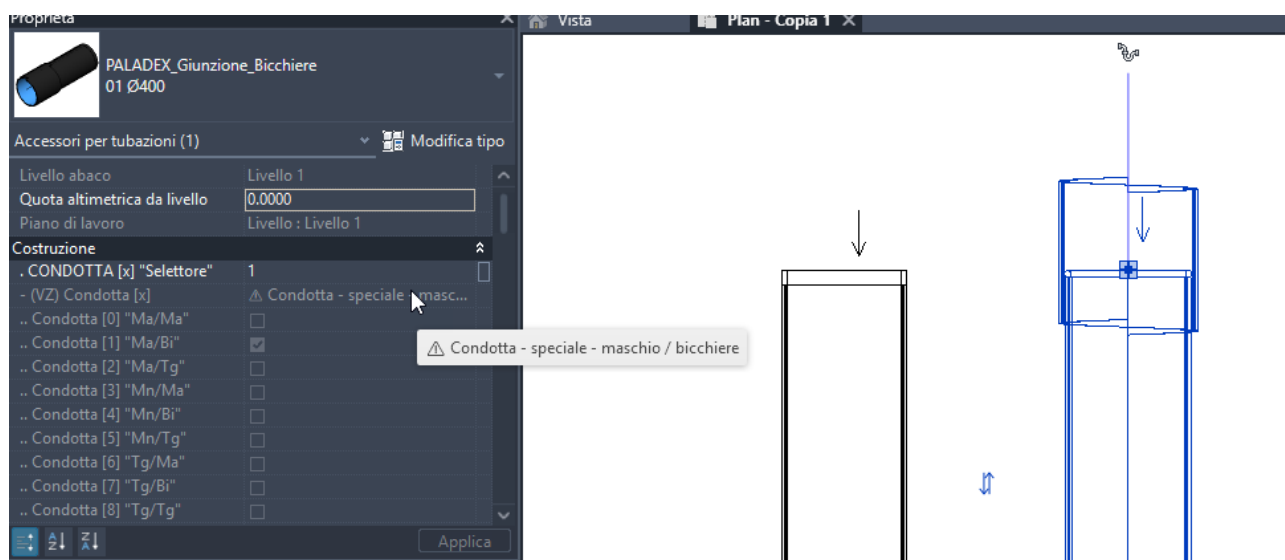 Proprietà
Vista
Plan - Copia 1
PALADEX_Giunzione_Bicchiere
01 Ø400
Accessori per tubazioni (1)
Modifica tipo
Livello abaco Livello 1
Quota altimetrica da livello 0.0000
Piano di lavoro Livello : Livello 1
Costruzione
. CONDOTTA [x] "Selettore" 1
- (VZ) Condotta [x] ⚠ Condotta - speciale - masc...
.. Condotta [0] "Ma/Ma"
.. Condotta [1] "Ma/Bi"
⚠ Condotta - speciale - maschio / bicchiere
.. Condotta [2] "Ma/Tg"
.. Condotta [3] "Mn/Ma"
.. Condotta [4] "Mn/Bi"
.. Condotta [5] "Mn/Tg"
.. Condotta [6] "Tg/Ma"
.. Condotta [7] "Tg/Bi"
.. Condotta [8] "Tg/Tg"
Applica